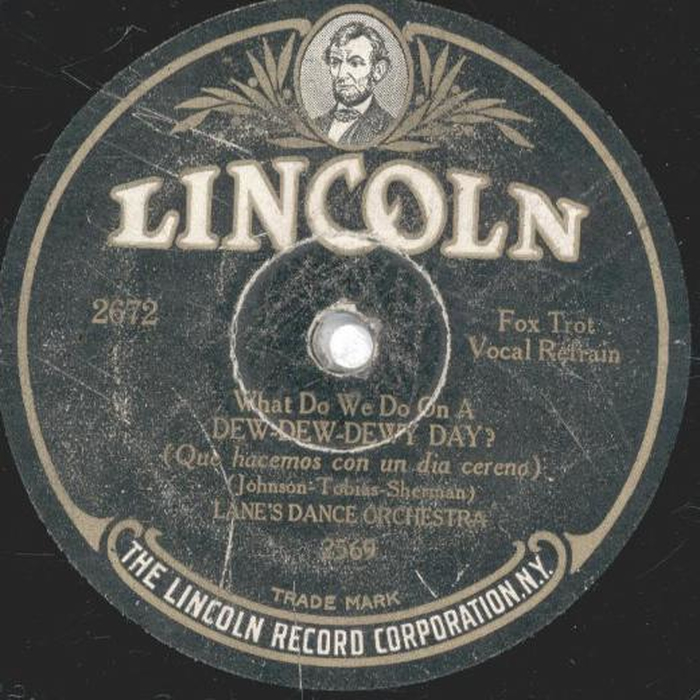 LINCOLN
2672
Fox Trot
Vocal Refrain
What Do We Do On A
DEW-DEW-DEWY DAY?
(Que hacemos con un dia cereno)
(Johnson-Tobias-Sherman)
LANE'S DANCE ORCHESTRA
2569
TRADE MARK
THE LINCOLN RECORD CORPORATION, N.Y.